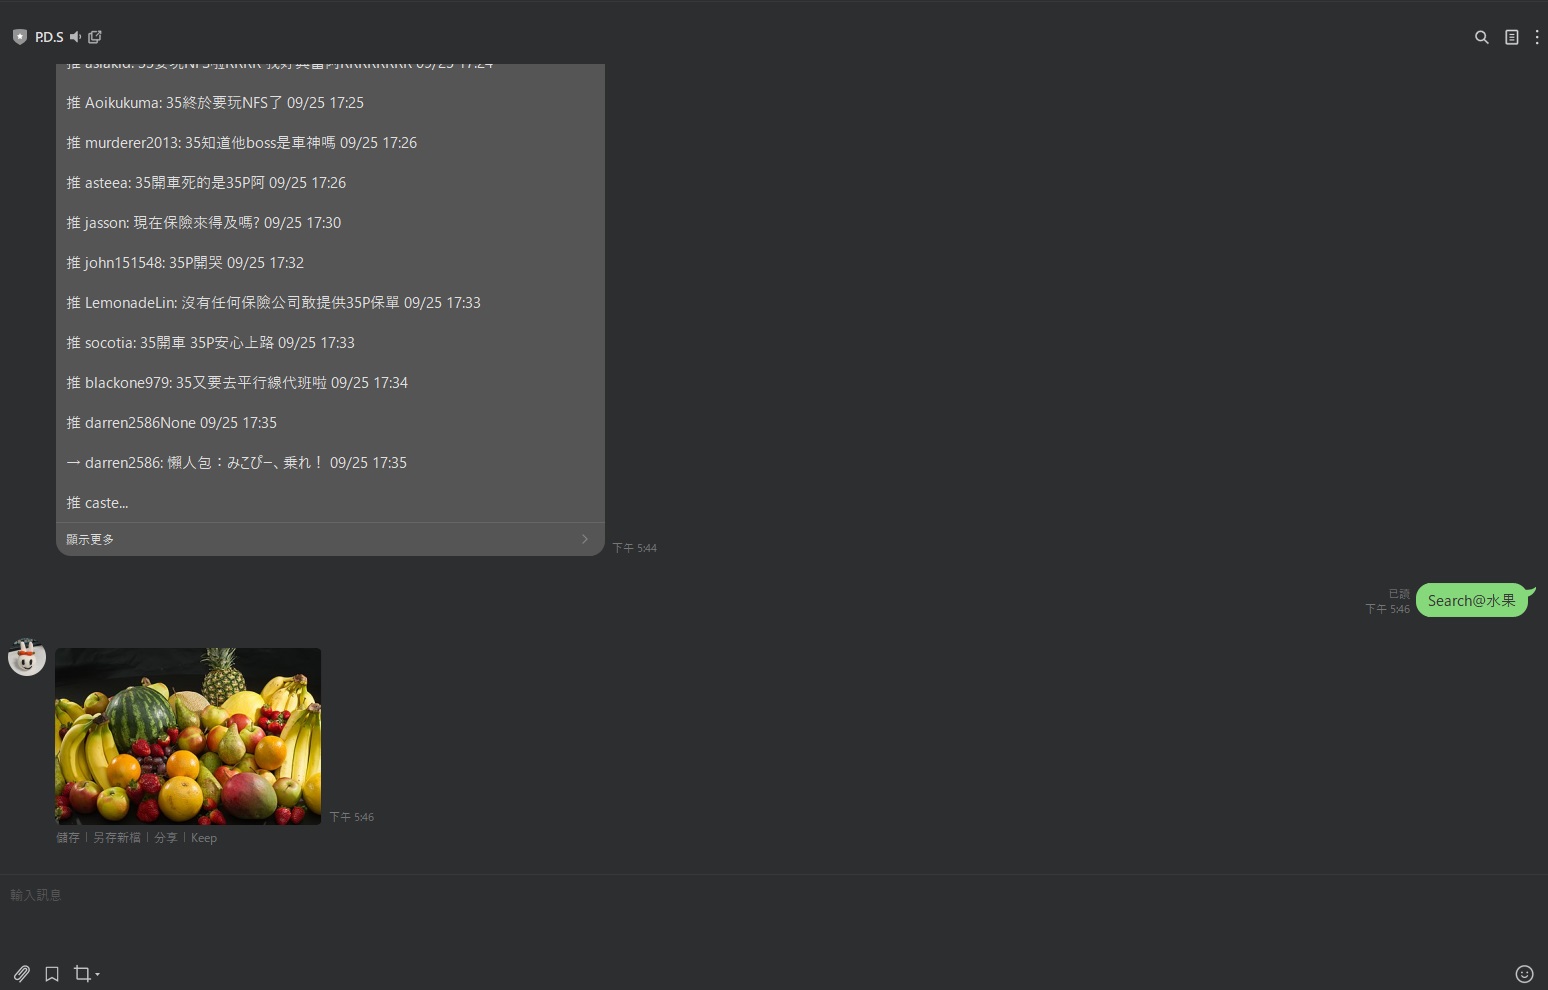 P.D.S
推 asiakid: 35要玩NFS啦RRRR 我好興奮阿RRRRRRRR 09/25 17:24
推 Aoikukuma: 35終於要玩NFS了 09/25 17:25
推 murderer2013: 35知道他boss是車神嗎 09/25 17:26
推 asteea: 35開車死的是35P阿 09/25 17:26
推 jasson: 現在保險來得及嗎? 09/25 17:30
推 john151548: 35P開哭 09/25 17:32
推 LemonadeLin: 沒有任何保險公司敢提供35P保單 09/25 17:33
推 socotia: 35開車 35P安心上路 09/25 17:33
推 blackone979: 35又要去平行線代班啦 09/25 17:34
推 darren2586None 09/25 17:35
→ darren2586: 懶人包：みこぴー、乗れ！ 09/25 17:35
推 caste...
顯示更多
下午 5:44
已讀
下午 5:46
Search@水果
下午 5:46
儲存 | 另存新檔 | 分享 | Keep
輸入訊息